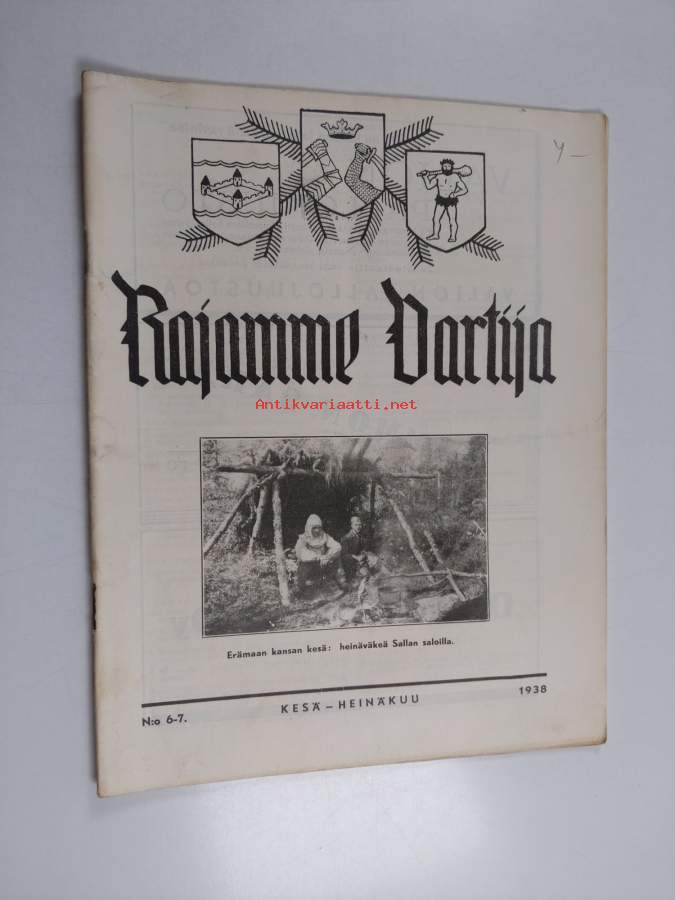 Y-
Rajamme Vartija
Antikvariaatti.net
Erämaan kansan kesä: heinäväkeä Sallan saloilla.
N:o 6-7. KESÄ – HEINÄKUU 1938